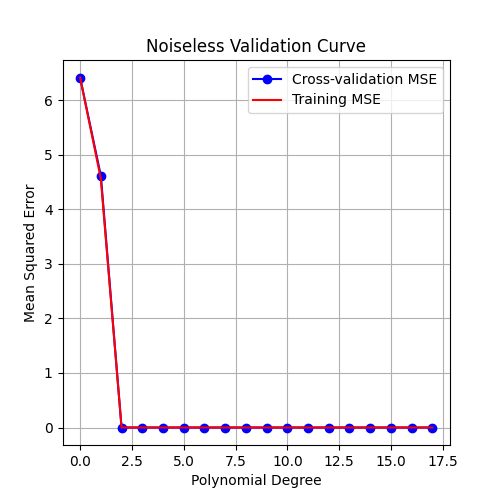 Noiseless Validation Curve
Cross-validation MSE
Training MSE
6
5
4
3
2
1
0
Mean Squared Error
0.0 2.5 5.0 7.5 10.0 12.5 15.0 17.5
Polynomial Degree